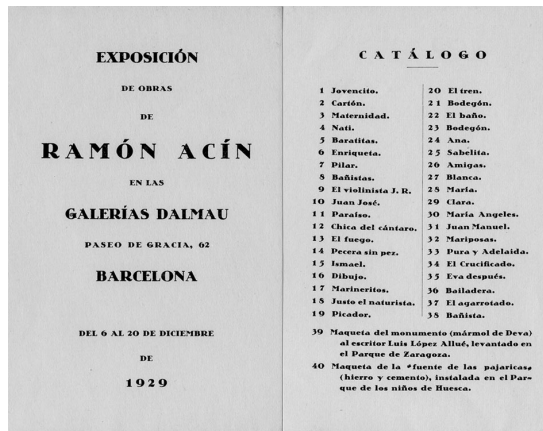 EXPOSICIÓN
DE OBRAS
DE
RAMÓN ACÍN
EN LAS
GALERÍAS DALMAU
PASEO DE GRACIA, 62
BARCELONA
DEL 6 AL 20 DE DICIEMBRE
DE
1929
CATÁLOGO
1 Jovencito.
2 Cartón.
3 Maternidad.
4 Nati.
5 Baratitas.
6 Enriqueta.
7 Pilar.
8 Bañistas.
9 El violinista J. R.
10 Juan José.
11 Paraíso.
12 Chica del cántaro.
13 El fuego.
14 Pecera sin pez.
15 Ismael.
16 Dibujo.
17 Marineritos.
18 Justo el naturista.
19 Picador.
20 El tren.
21 Bodegón.
22 El baño.
23 Bodegón.
24 Ana.
25 Sabelita.
26 Amigas.
27 Blanca.
28 María.
29 Clara.
30 María Angeles.
31 Juan Manuel.
32 Mariposas.
33 Pura y Adelaida.
34 El Crucificado.
35 Eva después.
36 Bailadera.
37 El agarrotado.
38 Bañista.
39 Maqueta del monumento (mármol de Deva)
al escritor Luis López Allué, levantado en
el Parque de Zaragoza.
40 Maqueta de la «fuente de las pajaricas»
(hierro y cemento), instalada en el Par-
que de los niños de Huesca.